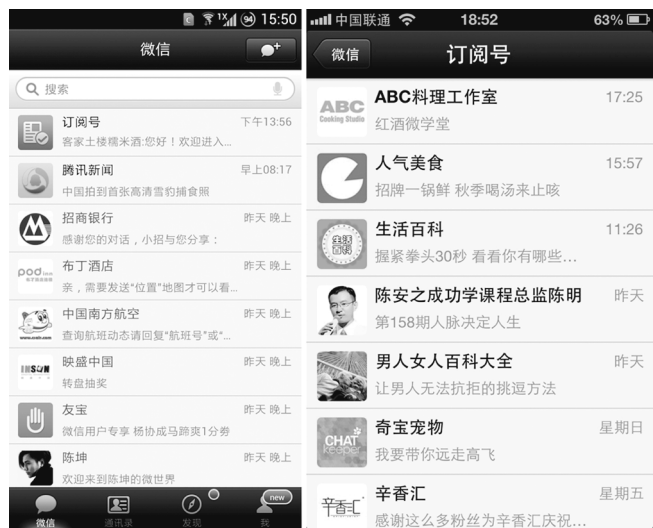 15:50
微信
搜索
订阅号 下午13:56
客家土楼糯米酒:您好！欢迎进入...
腾讯新闻 早上08:17
中国拍到首张高清雪豹捕食照
招商银行 昨天 晚上
感谢您的对话，小招与您分享：
pod
布丁酒店 昨天 晚上
亲，需要发送“位置”地图才可以看...
中国南方航空 昨天 晚上
查询航班动态请回复“航班号”或“...
INSUN
映盛中国 昨天 晚上
转盘抽奖
友宝 昨天 晚上
微信用户专享 杨协成马蹄爽1分劵
陈坤 昨天 晚上
欢迎来到陈坤的微世界
new
微信 通讯录 发现 我
中国联通 18:52 63%
微信 订阅号
ABC
Cooking Studio
ABC料理工作室 17:25
红酒微学堂
人气美食 15:57
招牌一锅鲜 秋季喝汤来止咳
生活百科
生活百科 11:26
握紧拳头30秒 看看你有哪些...
陈安之成功学课程总监陈明 昨天
第158期人脉决定人生
男人女人百科大全 昨天
让男人无法抗拒的挑逗方法
CHAT
keeper
奇宝宠物 星期日
我要带你远走高飞
辛香汇
辛香汇 星期五
感谢这么多粉丝为辛香汇庆祝...